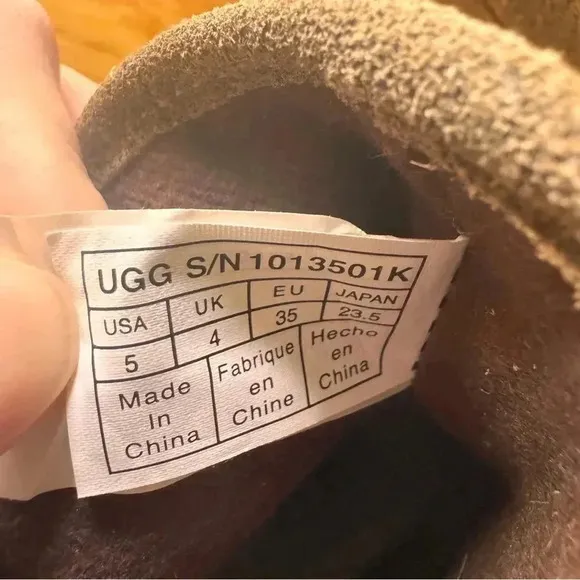 UGG S/N 1013501K
USA UK EU JAPAN
5 4 35 23.5
Made In China
Fabrique en Chine
Hecho en China